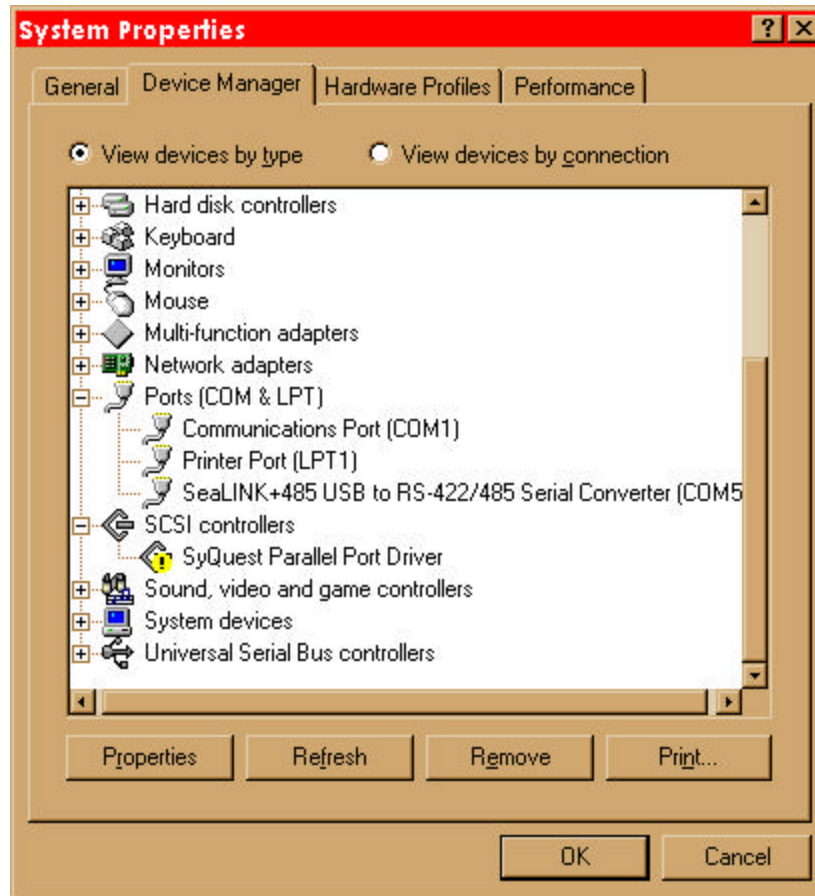 System Properties
General Device Manager Hardware Profiles Performance
View devices by type View devices by connection
Hard disk controllers
Keyboard
Monitors
Mouse
Multi-function adapters
Network adapters
Ports (COM & LPT)
Communications Port (COM1)
Printer Port (LPT1)
SeaLINK+485 USB to RS-422/485 Serial Converter (COM5
SCSI controllers
SyQuest Parallel Port Driver
Sound, video and game controllers
System devices
Universal Serial Bus controllers
Properties Refresh Remove Print...
OK Cancel